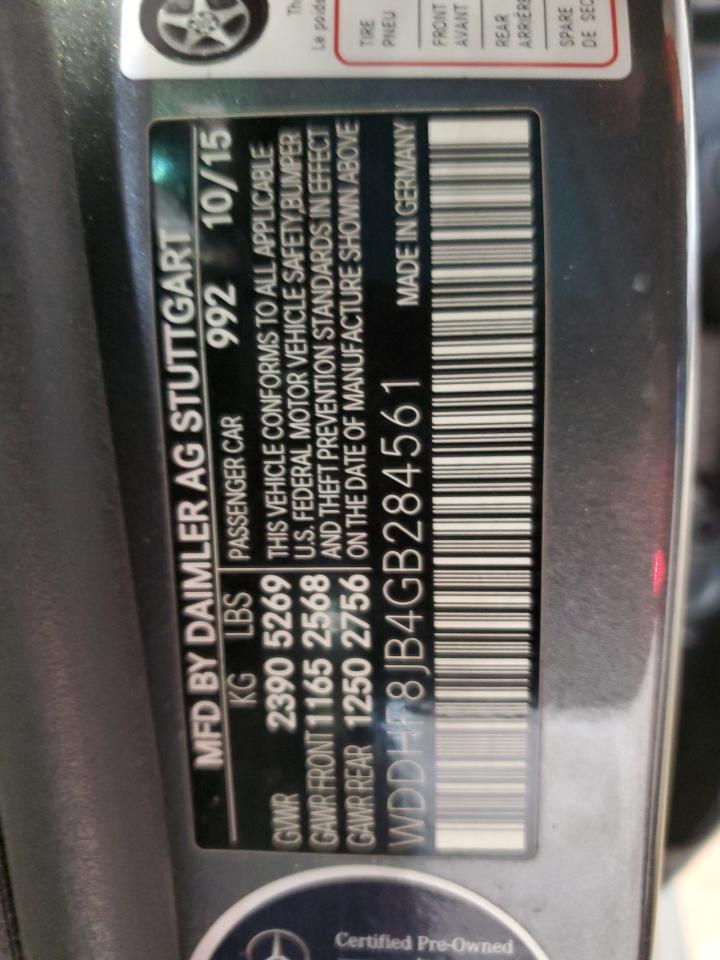 MFD BY DAIMLER AG STUTTGART
KG LBS PASSENGER CAR 992 10/15
GVWR 2390 5269 THIS VEHICLE CONFORMS TO ALL APPLICABLE
U.S. FEDERAL MOTOR VEHICLE SAFETY,BUMPER
GAWR FRONT 1165 2568 AND THEFT PREVENTION STANDARDS IN EFFECT
GAWR REAR 1250 2756 ON THE DATE OF MANUFACTURE SHOWN ABOVE
WDDHF8JB4GB284561 MADE IN GERMANY
Le
TIRE
PNEU
FRONT
AVANT
REAR
ARRIÈRE
SPARE
DE
Certified Pre-Owned